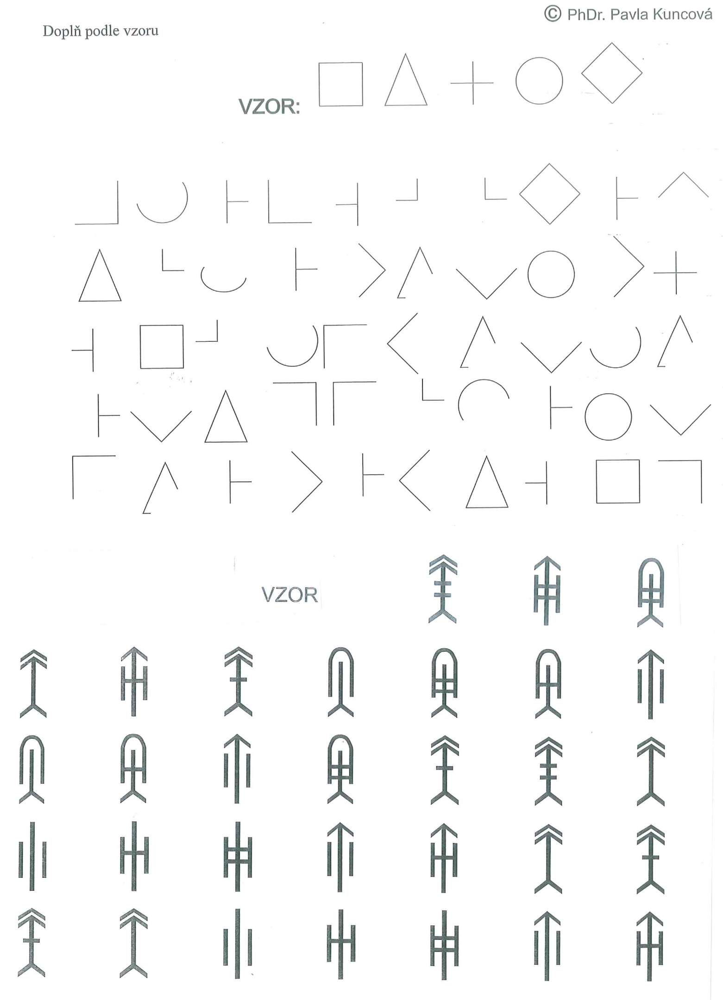 © PhDr. Pavla Kuncová
Doplň podle vzoru
VZOR:
VZOR